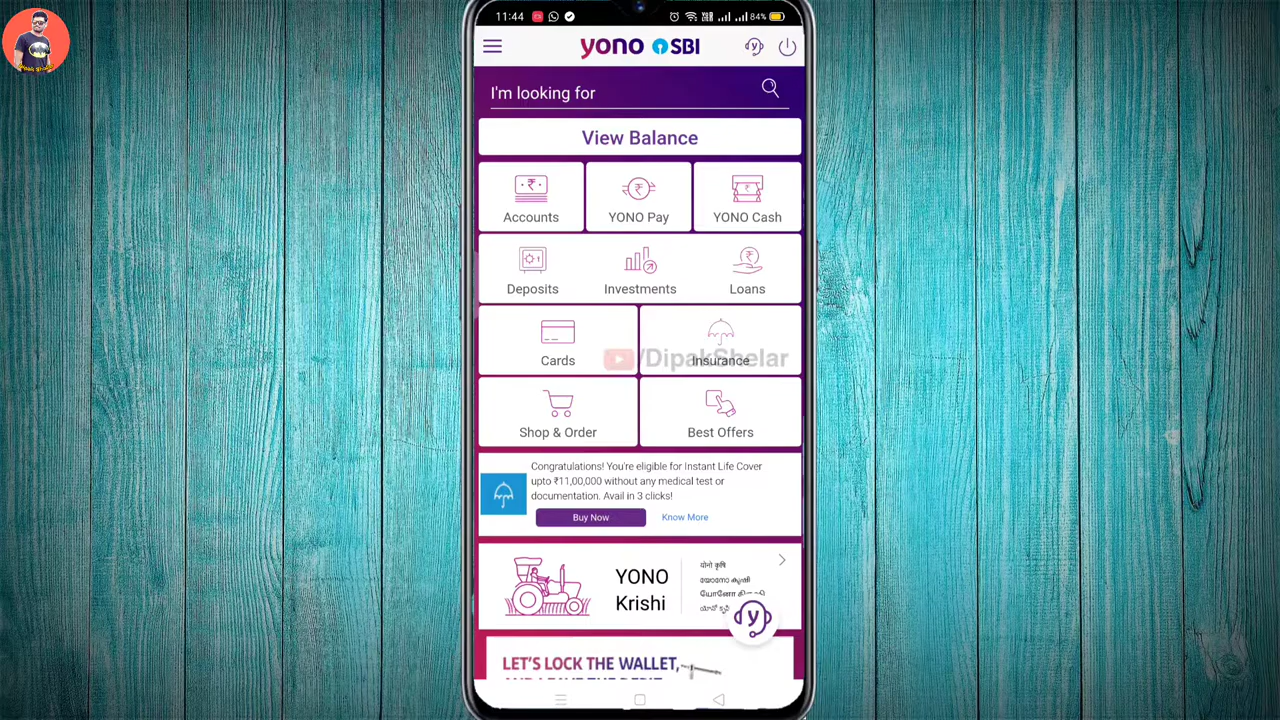 11:44
84%
yono SBI
I'm looking for
View Balance
Accounts
YONO Pay
YONO Cash
Deposits
Investments
Loans
Cards
Insurance
/DipakShelar
Shop & Order
Best Offers
Congratulations! You're eligible for Instant Life Cover
upto ₹11,00,000 without any medical test or
documentation. Avail in 3 clicks!
Buy Now
Know More
YONO
Krishi
योनो कृषि
യോനോ കൃഷി
யோனோ
LET'S LOCK THE WALLET,